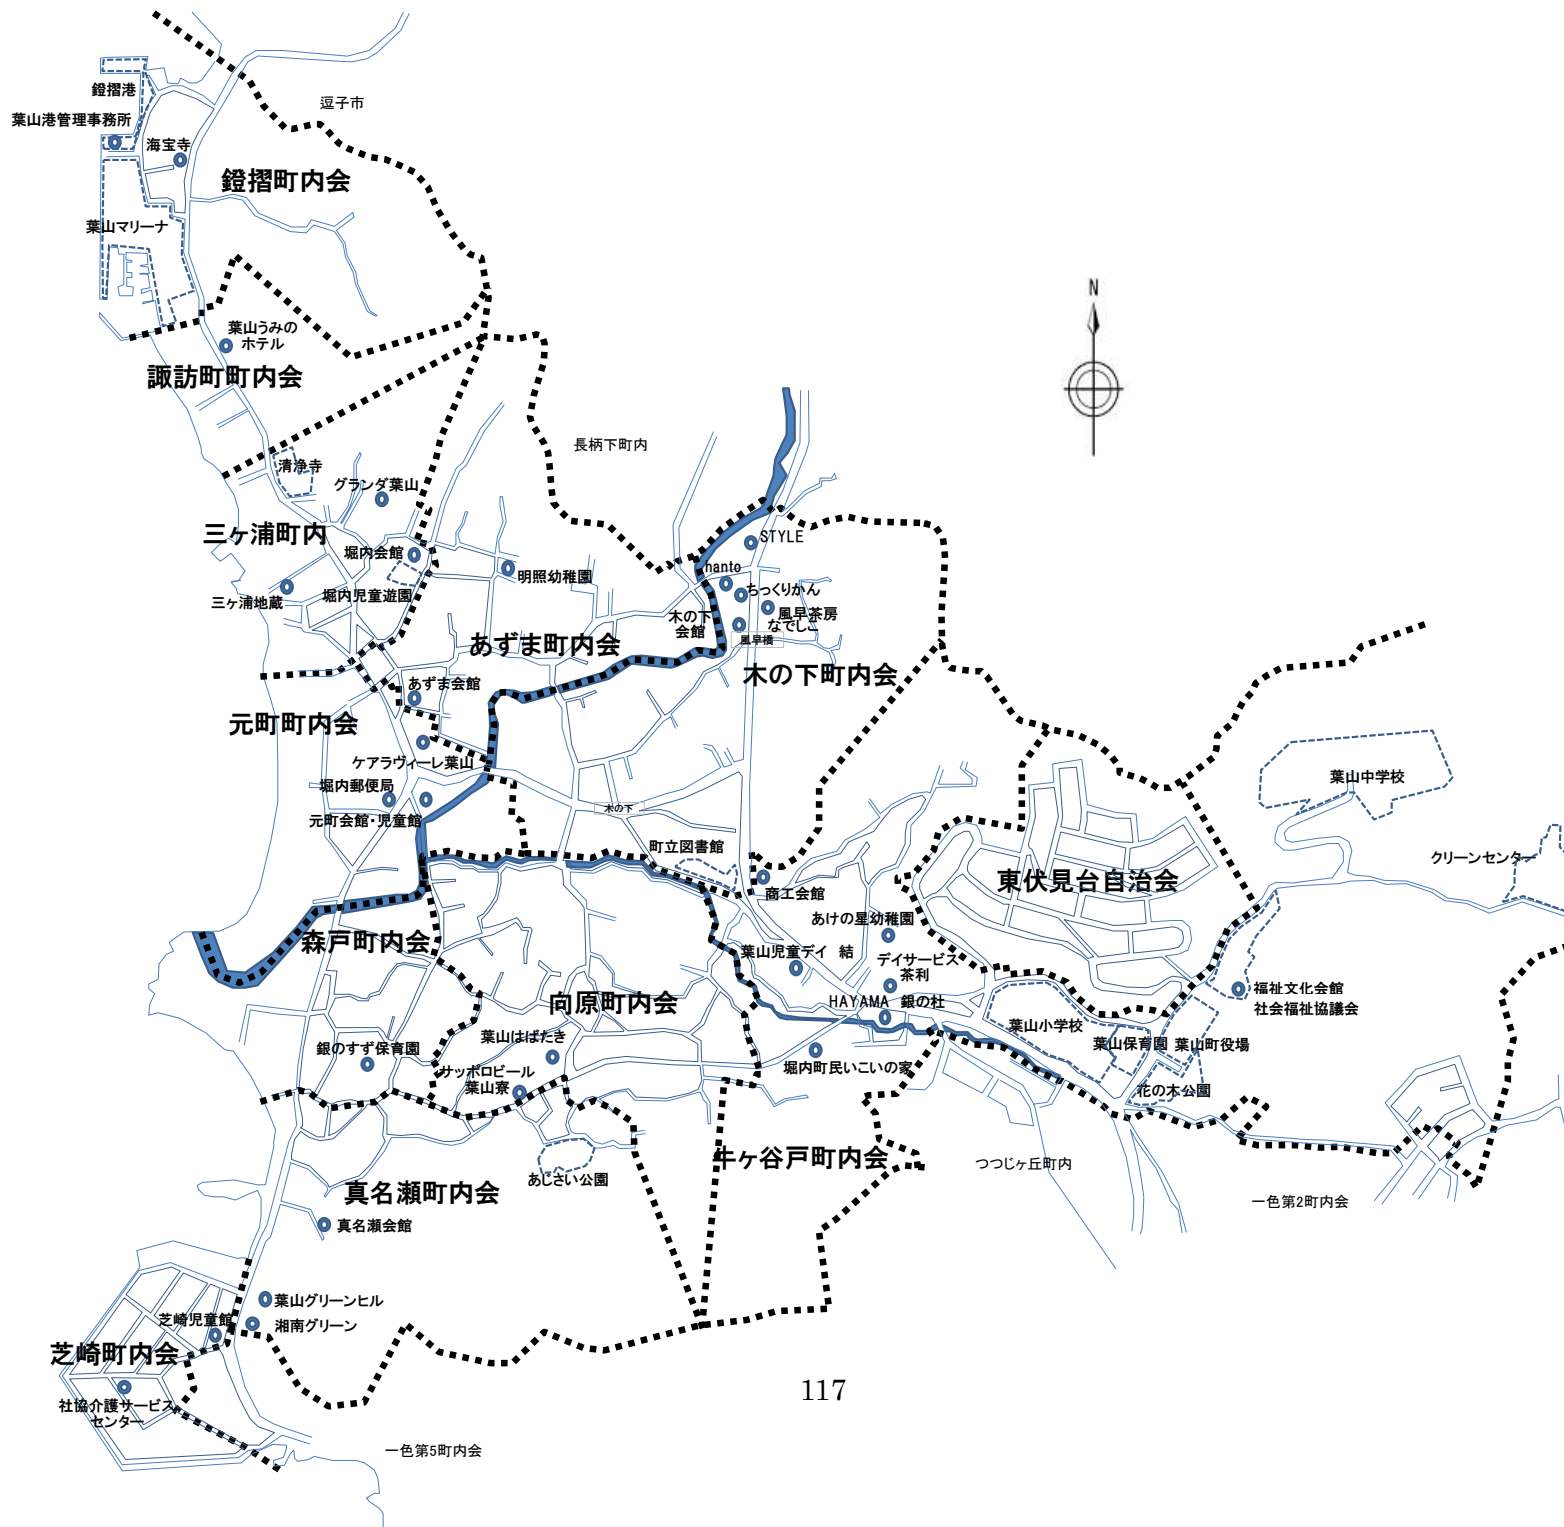 逗子市
鐙摺港
葉山港管理事務所
海宝寺
鐙摺町内会
葉山マリーナ
N
葉山うみの
ホテル
諏訪町町内会
長柄下町内
清浄寺
グランダ葉山
三ヶ浦町内
堀内会館
STYLE
nanto
明照幼稚園
ちっくりかん
三ヶ浦地蔵
堀内児童遊園
木の下
会館
風早茶房
なでしこ
風早橋
あずま町内会
木の下町内会
あずま会館
元町町内会
ケアラヴィーレ葉山
葉山中学校
堀内郵便局
木の下
元町会館・児童館
町立図書館
クリーンセンター
商工会館
東伏見台自治会
あけの星幼稚園
森戸町内会
葉山児童デイ 結
デイサービス
茶利
福祉文化会館
社会福祉協議会
向原町内会
HAYAMA 銀の杜
葉山小学校
葉山はばたき
銀のすず保育園
葉山保育園
葉山町役場
サッポロビール
葉山寮
堀内町民いこいの家
花の木公園
牛ヶ谷戸町内会
つつじヶ丘町内
あじさい公園
真名瀬町内会
一色第2町内会
真名瀬会館
葉山グリーンヒル
芝崎児童館
湘南グリーン
芝崎町内会
117
社協介護サービス
センター
一色第5町内会